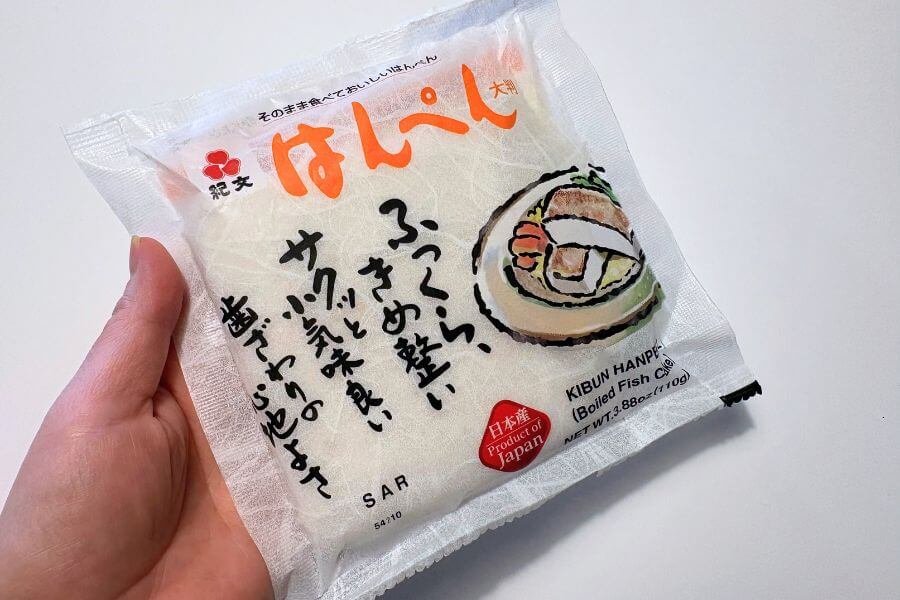 そのまま食べておいしいはんぺん
はんぺん
大判
紀文
ふっくら、
きめ整い
サクッと
小気味良い
歯ざわりの
心地よさ
KIBUN HANPE
(Boiled Fish Cake)
NET WT.3.88oz(110g)
日本産
Product of
Japan
SAR
54210